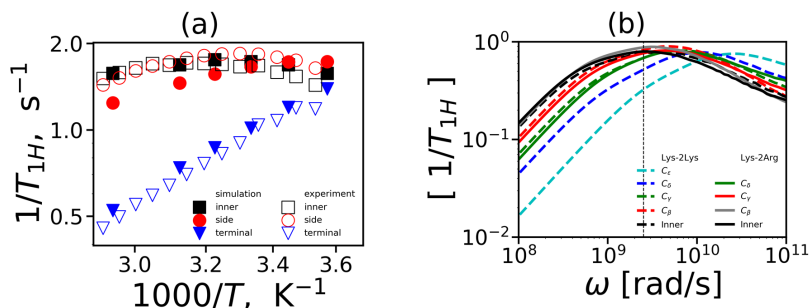 (a)
1/T1H, s−1
2.0
1.0
0.5
simulation experiment
inner inner
side side
terminal terminal
3.0 3.2 3.4 3.6
1000/T, K−1
(b)
[ 1/T1H ]
10^0
10^−1
10^−2
Lys-2Lys Lys-2Arg
Cε
Cδ Cδ
Cγ Cγ
Cβ Cβ
Inner Inner
10^8 10^9 10^10 10^11
ω [rad/s]